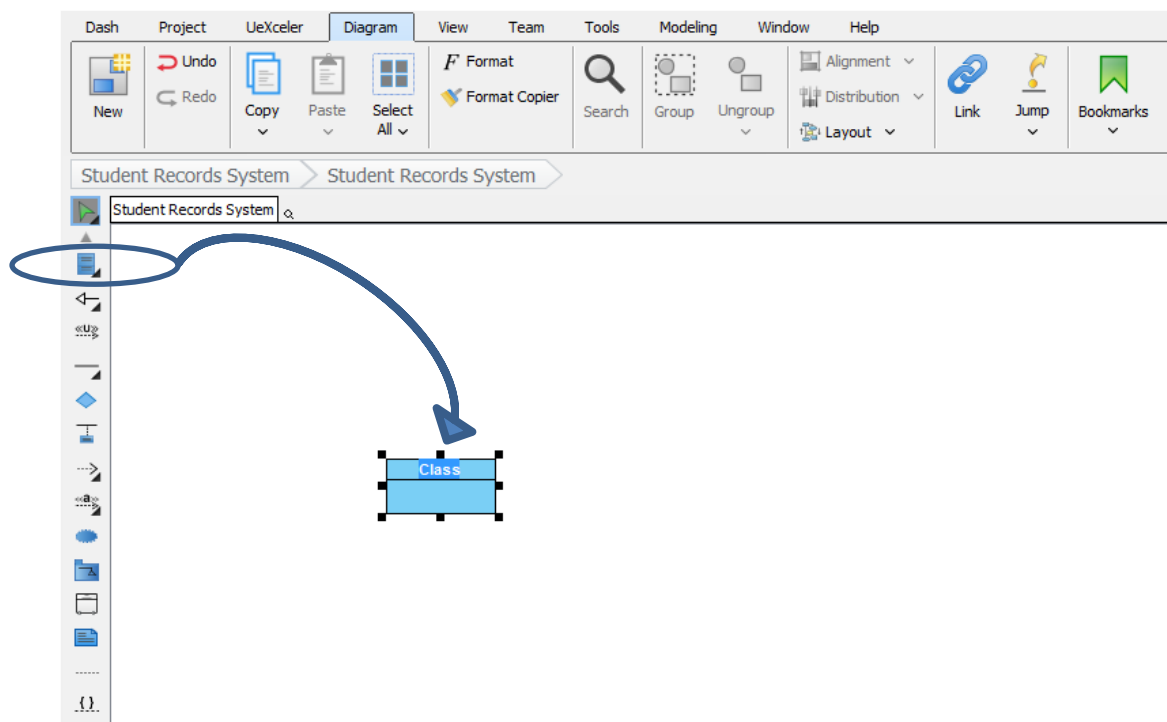 Dash Project UeXceler Diagram View Team Tools Modeling Window Help
Undo F Format Alignment
Redo Format Copier Distribution
New Copy Paste Select Search Group Ungroup Link Jump Bookmarks
All Layout
Student Records System Student Records System
Student Records System
«U»
Class
«a»
{ }